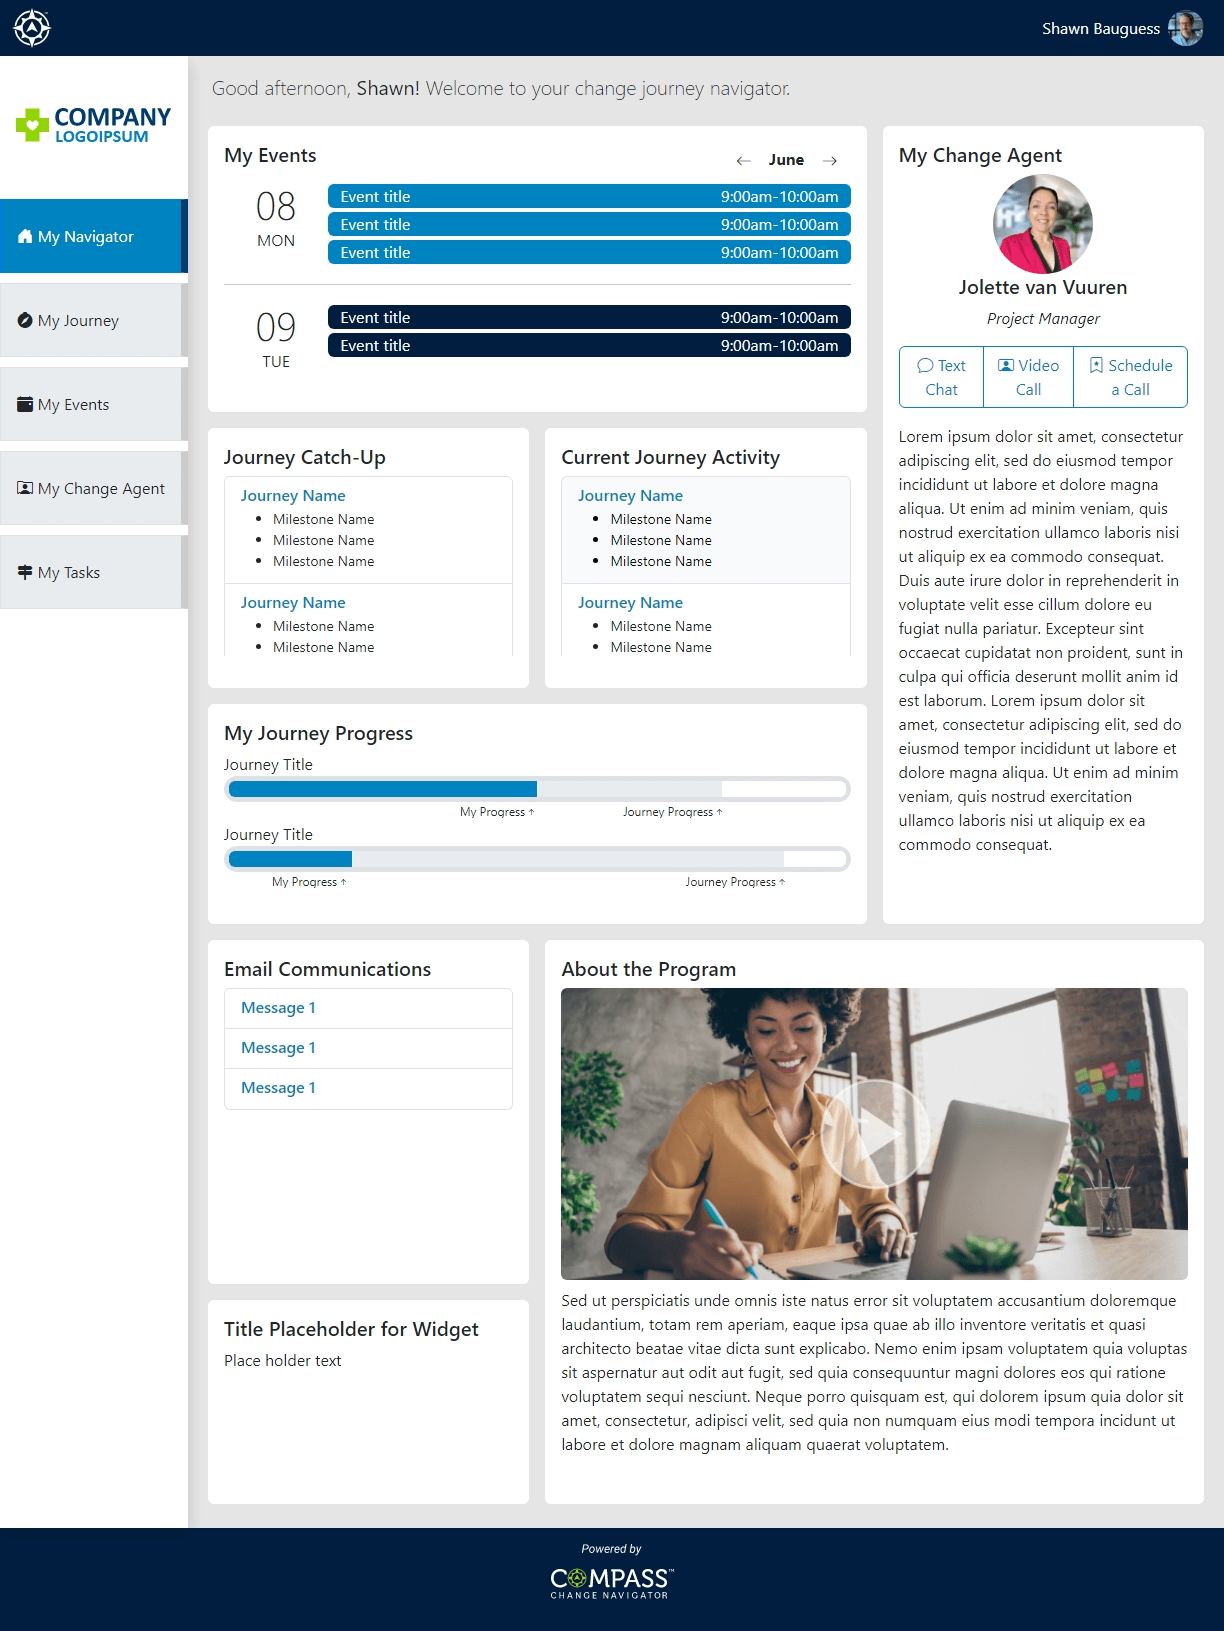 Shawn Bauguess
COMPANY
LOGOIPSUM
My Navigator
My Journey
My Events
My Change Agent
My Tasks
Good afternoon, Shawn! Welcome to your change journey navigator.
My Events
← June →
08
MON
Event title 9:00am-10:00am
Event title 9:00am-10:00am
Event title 9:00am-10:00am
09
TUE
Event title 9:00am-10:00am
Event title 9:00am-10:00am
My Change Agent
Jolette van Vuuren
Project Manager
Text
Chat
Video
Call
Schedule
a Call
Lorem ipsum dolor sit amet, consectetur
adipiscing elit, sed do eiusmod tempor
incididunt ut labore et dolore magna
aliqua. Ut enim ad minim veniam, quis
nostrud exercitation ullamco laboris nisi
ut aliquip ex ea commodo consequat.
Duis aute irure dolor in reprehenderit in
voluptate velit esse cillum dolore eu
fugiat nulla pariatur. Excepteur sint
occaecat cupidatat non proident, sunt in
culpa qui officia deserunt mollit anim id
est laborum. Lorem ipsum dolor sit
amet, consectetur adipiscing elit, sed do
eiusmod tempor incididunt ut labore et
dolore magna aliqua. Ut enim ad minim
veniam, quis nostrud exercitation
ullamco laboris nisi ut aliquip ex ea
commodo consequat.
Journey Catch-Up
Journey Name
• Milestone Name
• Milestone Name
• Milestone Name
Journey Name
• Milestone Name
• Milestone Name
Current Journey Activity
Journey Name
• Milestone Name
• Milestone Name
• Milestone Name
Journey Name
• Milestone Name
• Milestone Name
My Journey Progress
Journey Title
My Progress ↑ Journey Progress ↑
Journey Title
My Progress ↑ Journey Progress ↑
Email Communications
Message 1
Message 1
Message 1
Title Placeholder for Widget
Place holder text
About the Program
Sed ut perspiciatis unde omnis iste natus error sit voluptatem accusantium doloremque
laudantium, totam rem aperiam, eaque ipsa quae ab illo inventore veritatis et quasi
architecto beatae vitae dicta sunt explicabo. Nemo enim ipsam voluptatem quia voluptas
sit aspernatur aut odit aut fugit, sed quia consequuntur magni dolores eos qui ratione
voluptatem sequi nesciunt. Neque porro quisquam est, qui dolorem ipsum quia dolor sit
amet, consectetur, adipisci velit, sed quia non numquam eius modi tempora incidunt ut
labore et dolore magnam aliquam quaerat voluptatem.
Powered by
COMPASS™
CHANGE NAVIGATOR